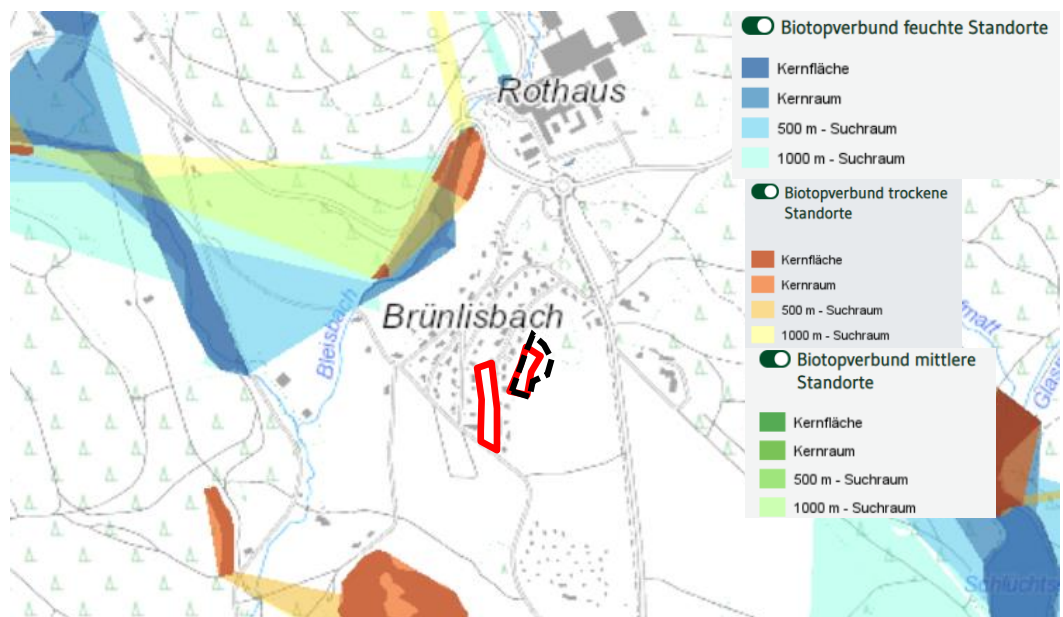 Rothaus
Brünlisbach
Bleisbach
Biotopverbund feuchte Standorte
Kernfläche
Kernraum
500 m - Suchraum
1000 m - Suchraum
Biotopverbund trockene
Standorte
Kernfläche
Kernraum
500 m - Suchraum
1000 m - Suchraum
Biotopverbund mittlere
Standorte
Kernfläche
Kernraum
500 m - Suchraum
1000 m - Suchraum